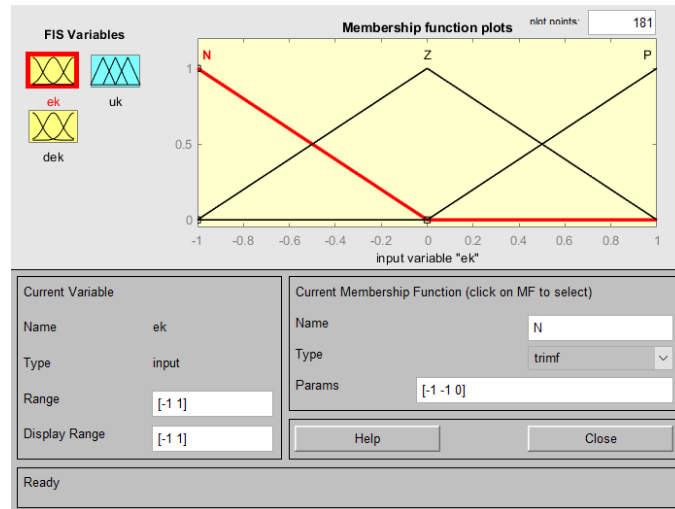 FIS Variables
Membership function plots
plot points:
181
ek
uk
dek
N
Z
P
1
0.5
0
-1 -0.8 -0.6 -0.4 -0.2 0 0.2 0.4 0.6 0.8 1
input variable "ek"
Current Variable
Name ek
Type input
Range [-1 1]
Display Range [-1 1]
Current Membership Function (click on MF to select)
Name N
Type trimf
Params [-1 -1 0]
Help
Close
Ready